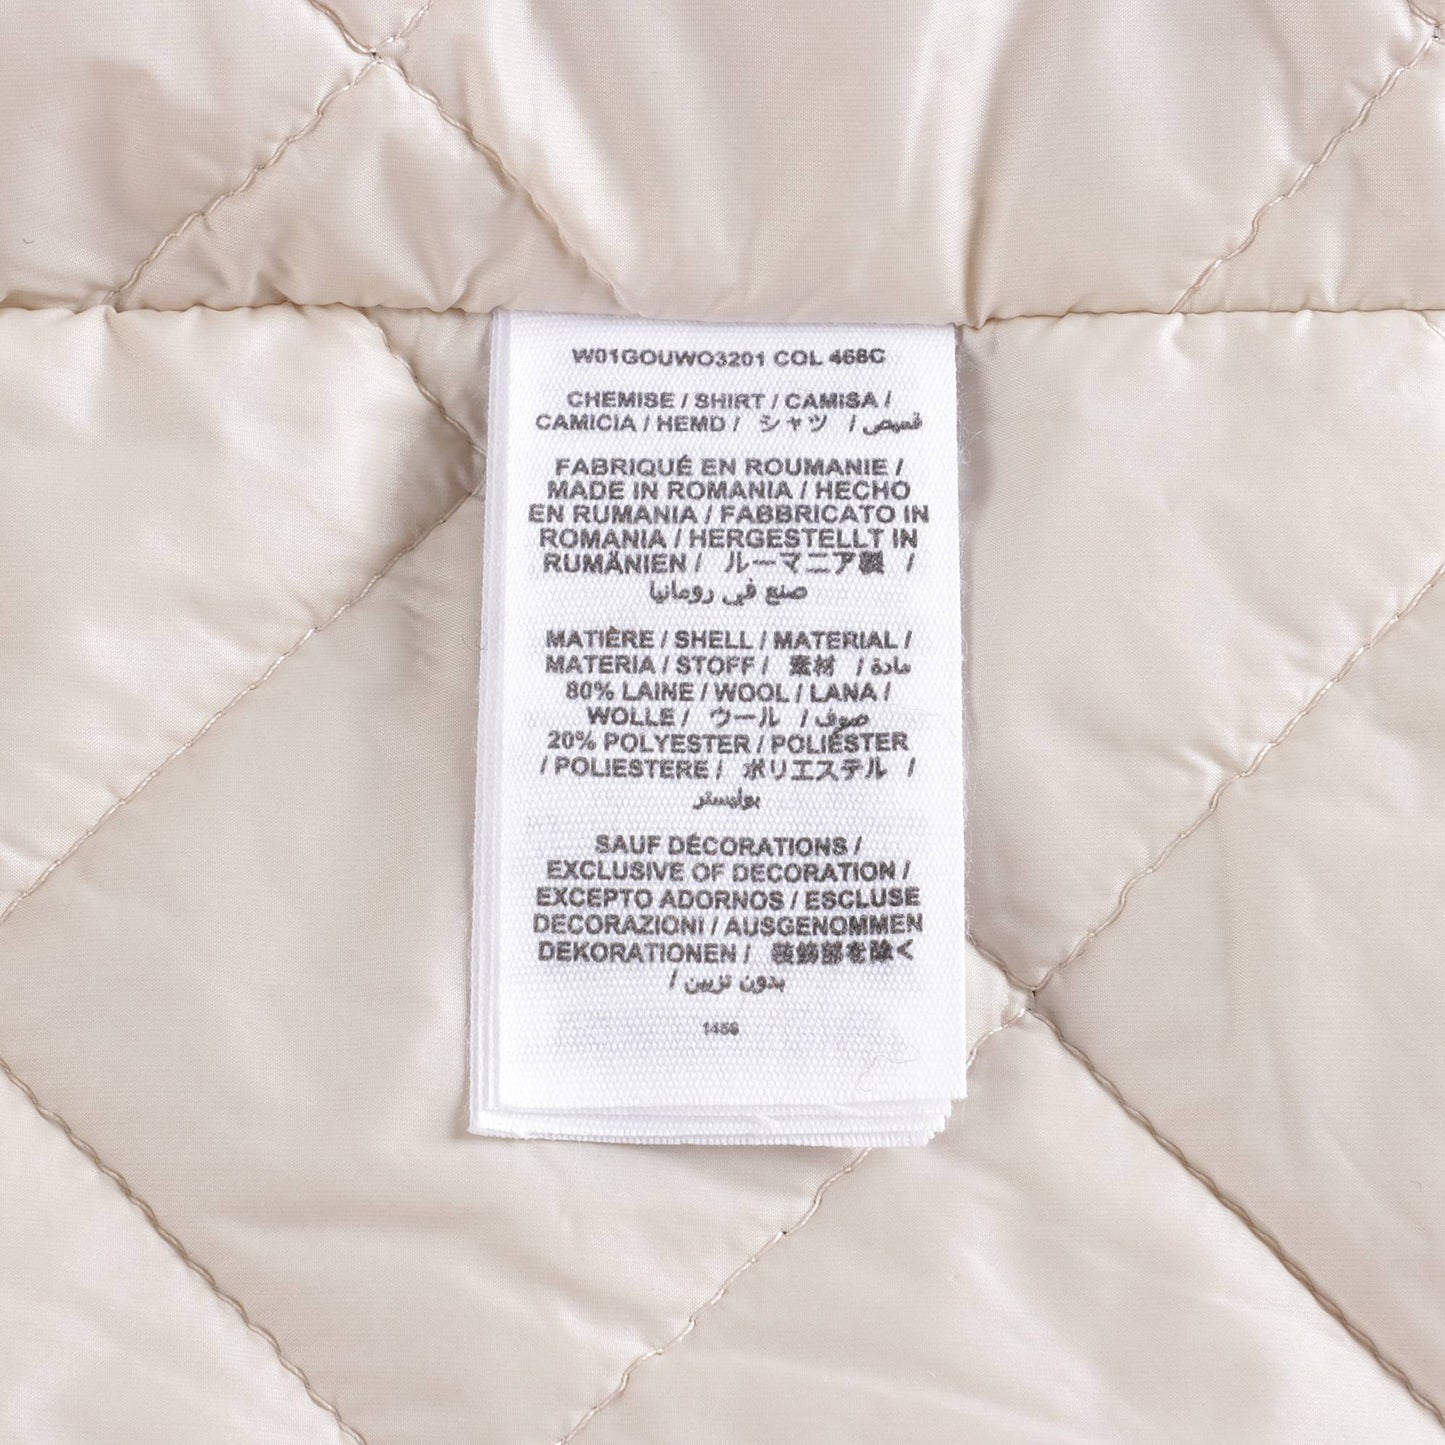 W01GOUWO3201 COL 468C
CHEMISE / SHIRT / CAMISA /
CAMICIA / HEMD / シャツ / قميص
FABRIQUÉ EN ROUMANIE /
MADE IN ROMANIA / HECHO
EN RUMANIA / FABBRICATO IN
ROMANIA / HERGESTELLT IN
RUMÄNIEN / ルーマニア製 /
صنع في رومانيا
MATIÈRE / SHELL / MATERIAL /
MATERIA / STOFF / 素材 / مادة
80% LAINE / WOOL / LANA /
WOLLE / ウール / صوف
20% POLYESTER / POLIÉSTER
/ POLIESTERE / ポリエステル /
بوليستر
SAUF DÉCORATIONS /
EXCLUSIVE OF DECORATION /
EXCEPTO ADORNOS / ESCLUSE
DECORAZIONI / AUSGENOMMEN
DEKORATIONEN / 装飾部を除く
/ بدون تزيين
1456